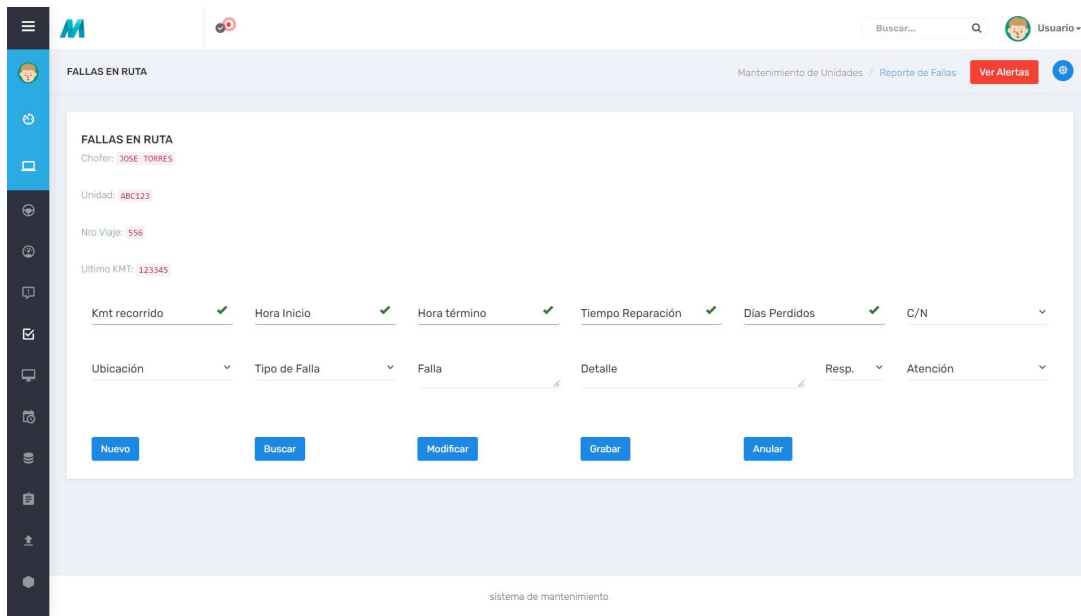 Buscar...
Usuario
FALLAS EN RUTA
Mantenimiento de Unidades / Reporte de Fallas
Ver Alertas
FALLAS EN RUTA
Chofer: JOSE TORRES
Unidad: ABC123
Nro Viaje: 556
Ultimo KMT: 123345
Kmt recorrido Hora Inicio Hora término Tiempo Reparación Días Perdidos C/N
Ubicación Tipo de Falla Falla Detalle Resp. Atención
Nuevo Buscar Modificar Grabar Anular
sistema de mantenimiento